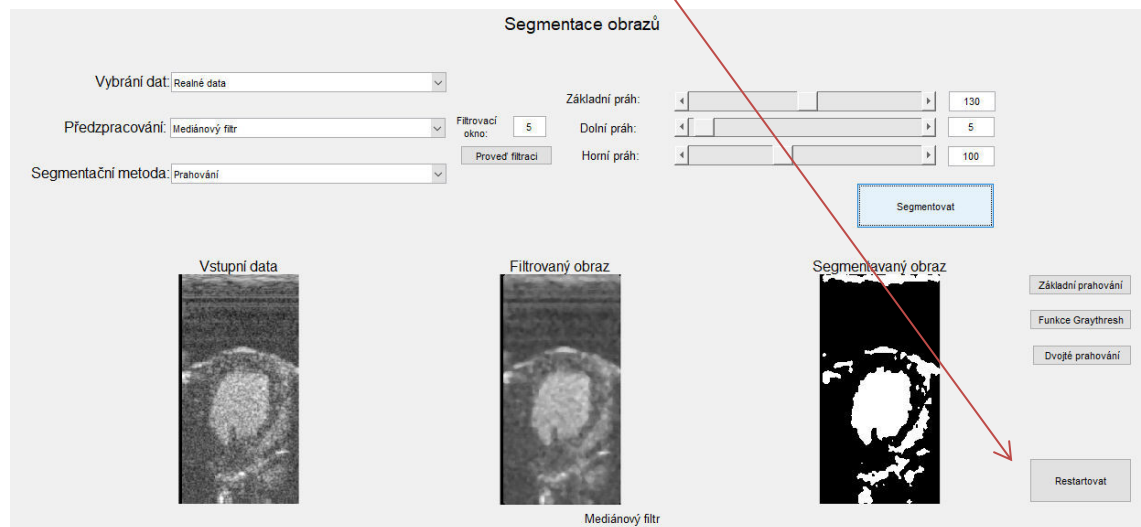 Segmentace obrazů
Vybrání dat: Realné data
Předzpracování: Mediánový filtr
Filtrovací okno: 5
Proveď filtraci
Segmentační metoda: Prahování
Základní práh: 130
Dolní práh: 5
Horní práh: 100
Segmentovat
Vstupní data
Filtrovaný obraz
Segmentavaný obraz
Základní prahování
Funkce Graythresh
Dvojté prahování
Restartovat
Mediánový filtr